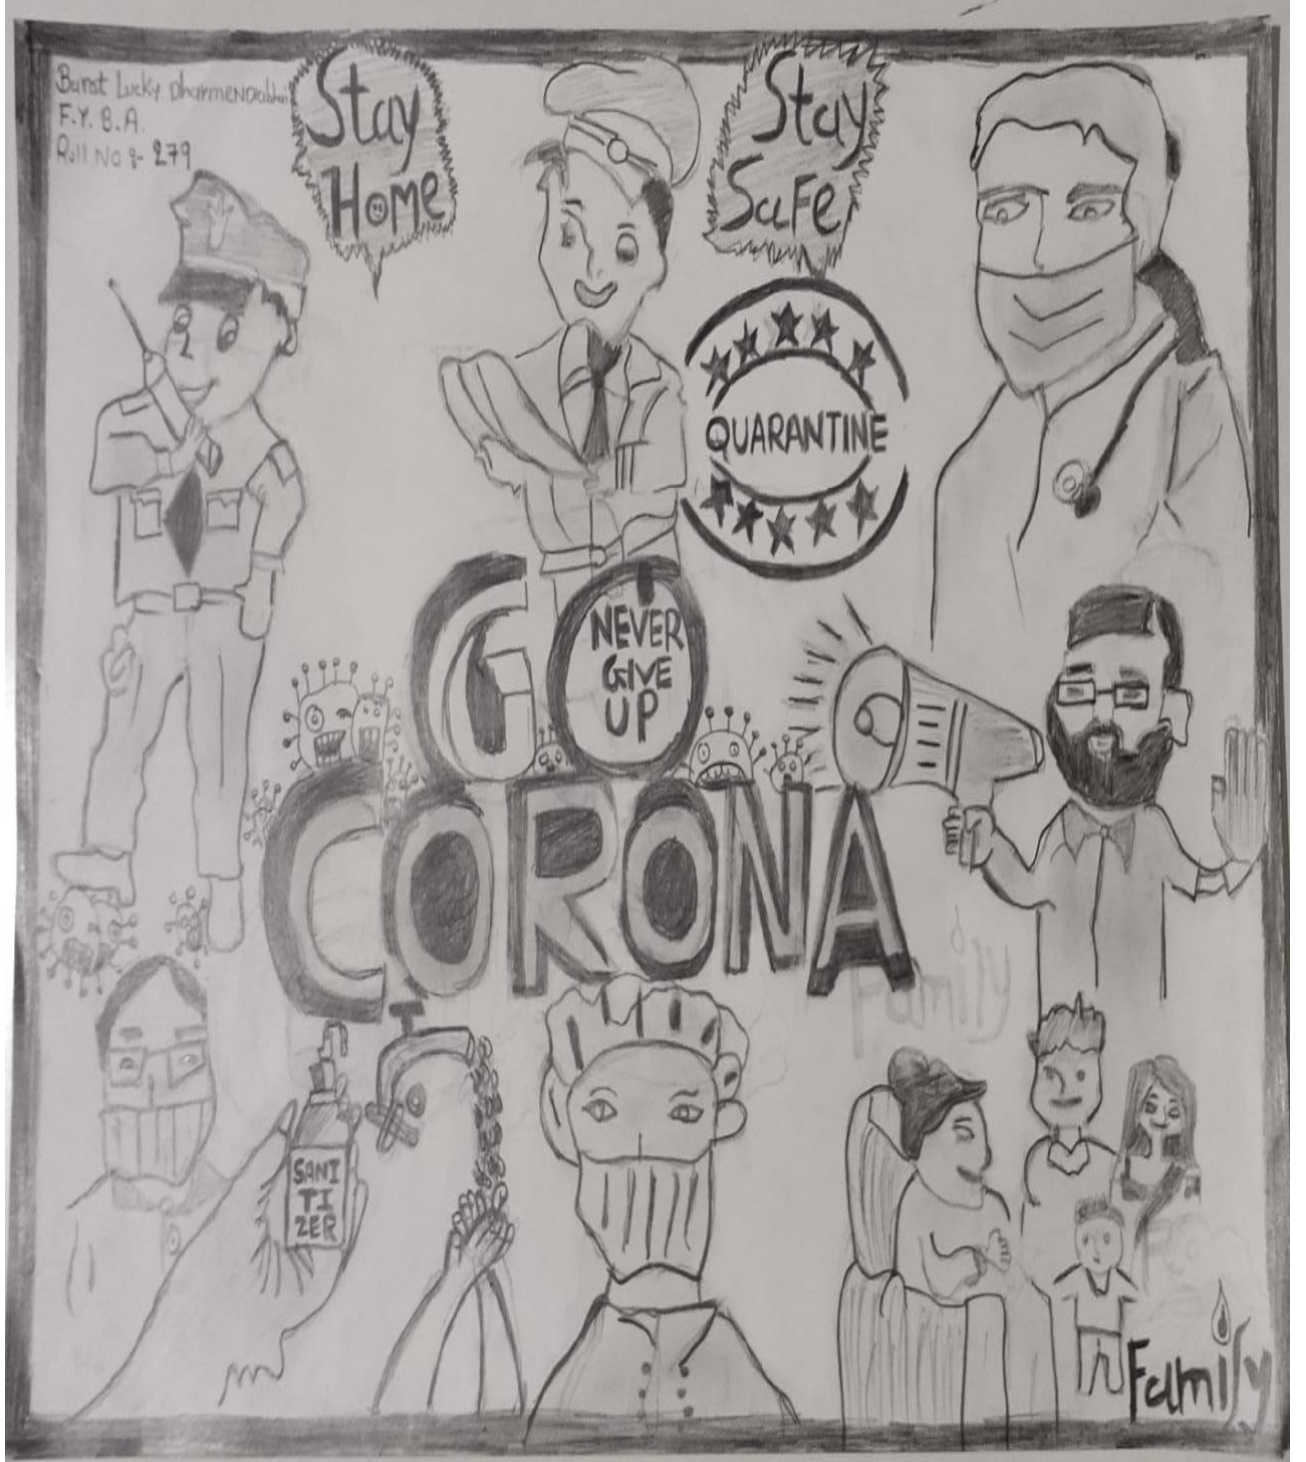 Barot Lucky Dharmendrabhai
F.Y. B.A.
Roll No :- 279
Stay
Home
Stay
Safe
QUARANTINE
GO
NEVER
GIVE
UP
CORONA
Family
SANI
TI
ZER
Family